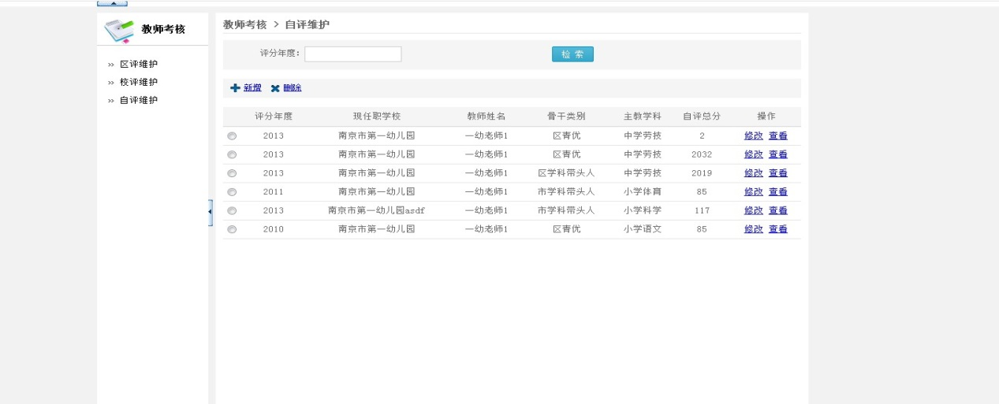 教师考核
区评维护
校评维护
自评维护
教师考核 > 自评维护
评分年度： 检 索
新增 删除
评分年度 现任职学校 教师姓名 骨干类别 主教学科 自评总分 操作
2013 南京市第一幼儿园 一幼老师1 区青优 中学劳技 2 修改 查看
2013 南京市第一幼儿园 一幼老师1 区青优 中学劳技 2032 修改 查看
2013 南京市第一幼儿园 一幼老师1 区学科带头人 中学劳技 2019 修改 查看
2011 南京市第一幼儿园 一幼老师1 市学科带头人 小学体育 85 修改 查看
2013 南京市第一幼儿园asdf 一幼老师1 市学科带头人 小学科学 117 修改 查看
2010 南京市第一幼儿园 一幼老师1 区青优 小学语文 85 修改 查看